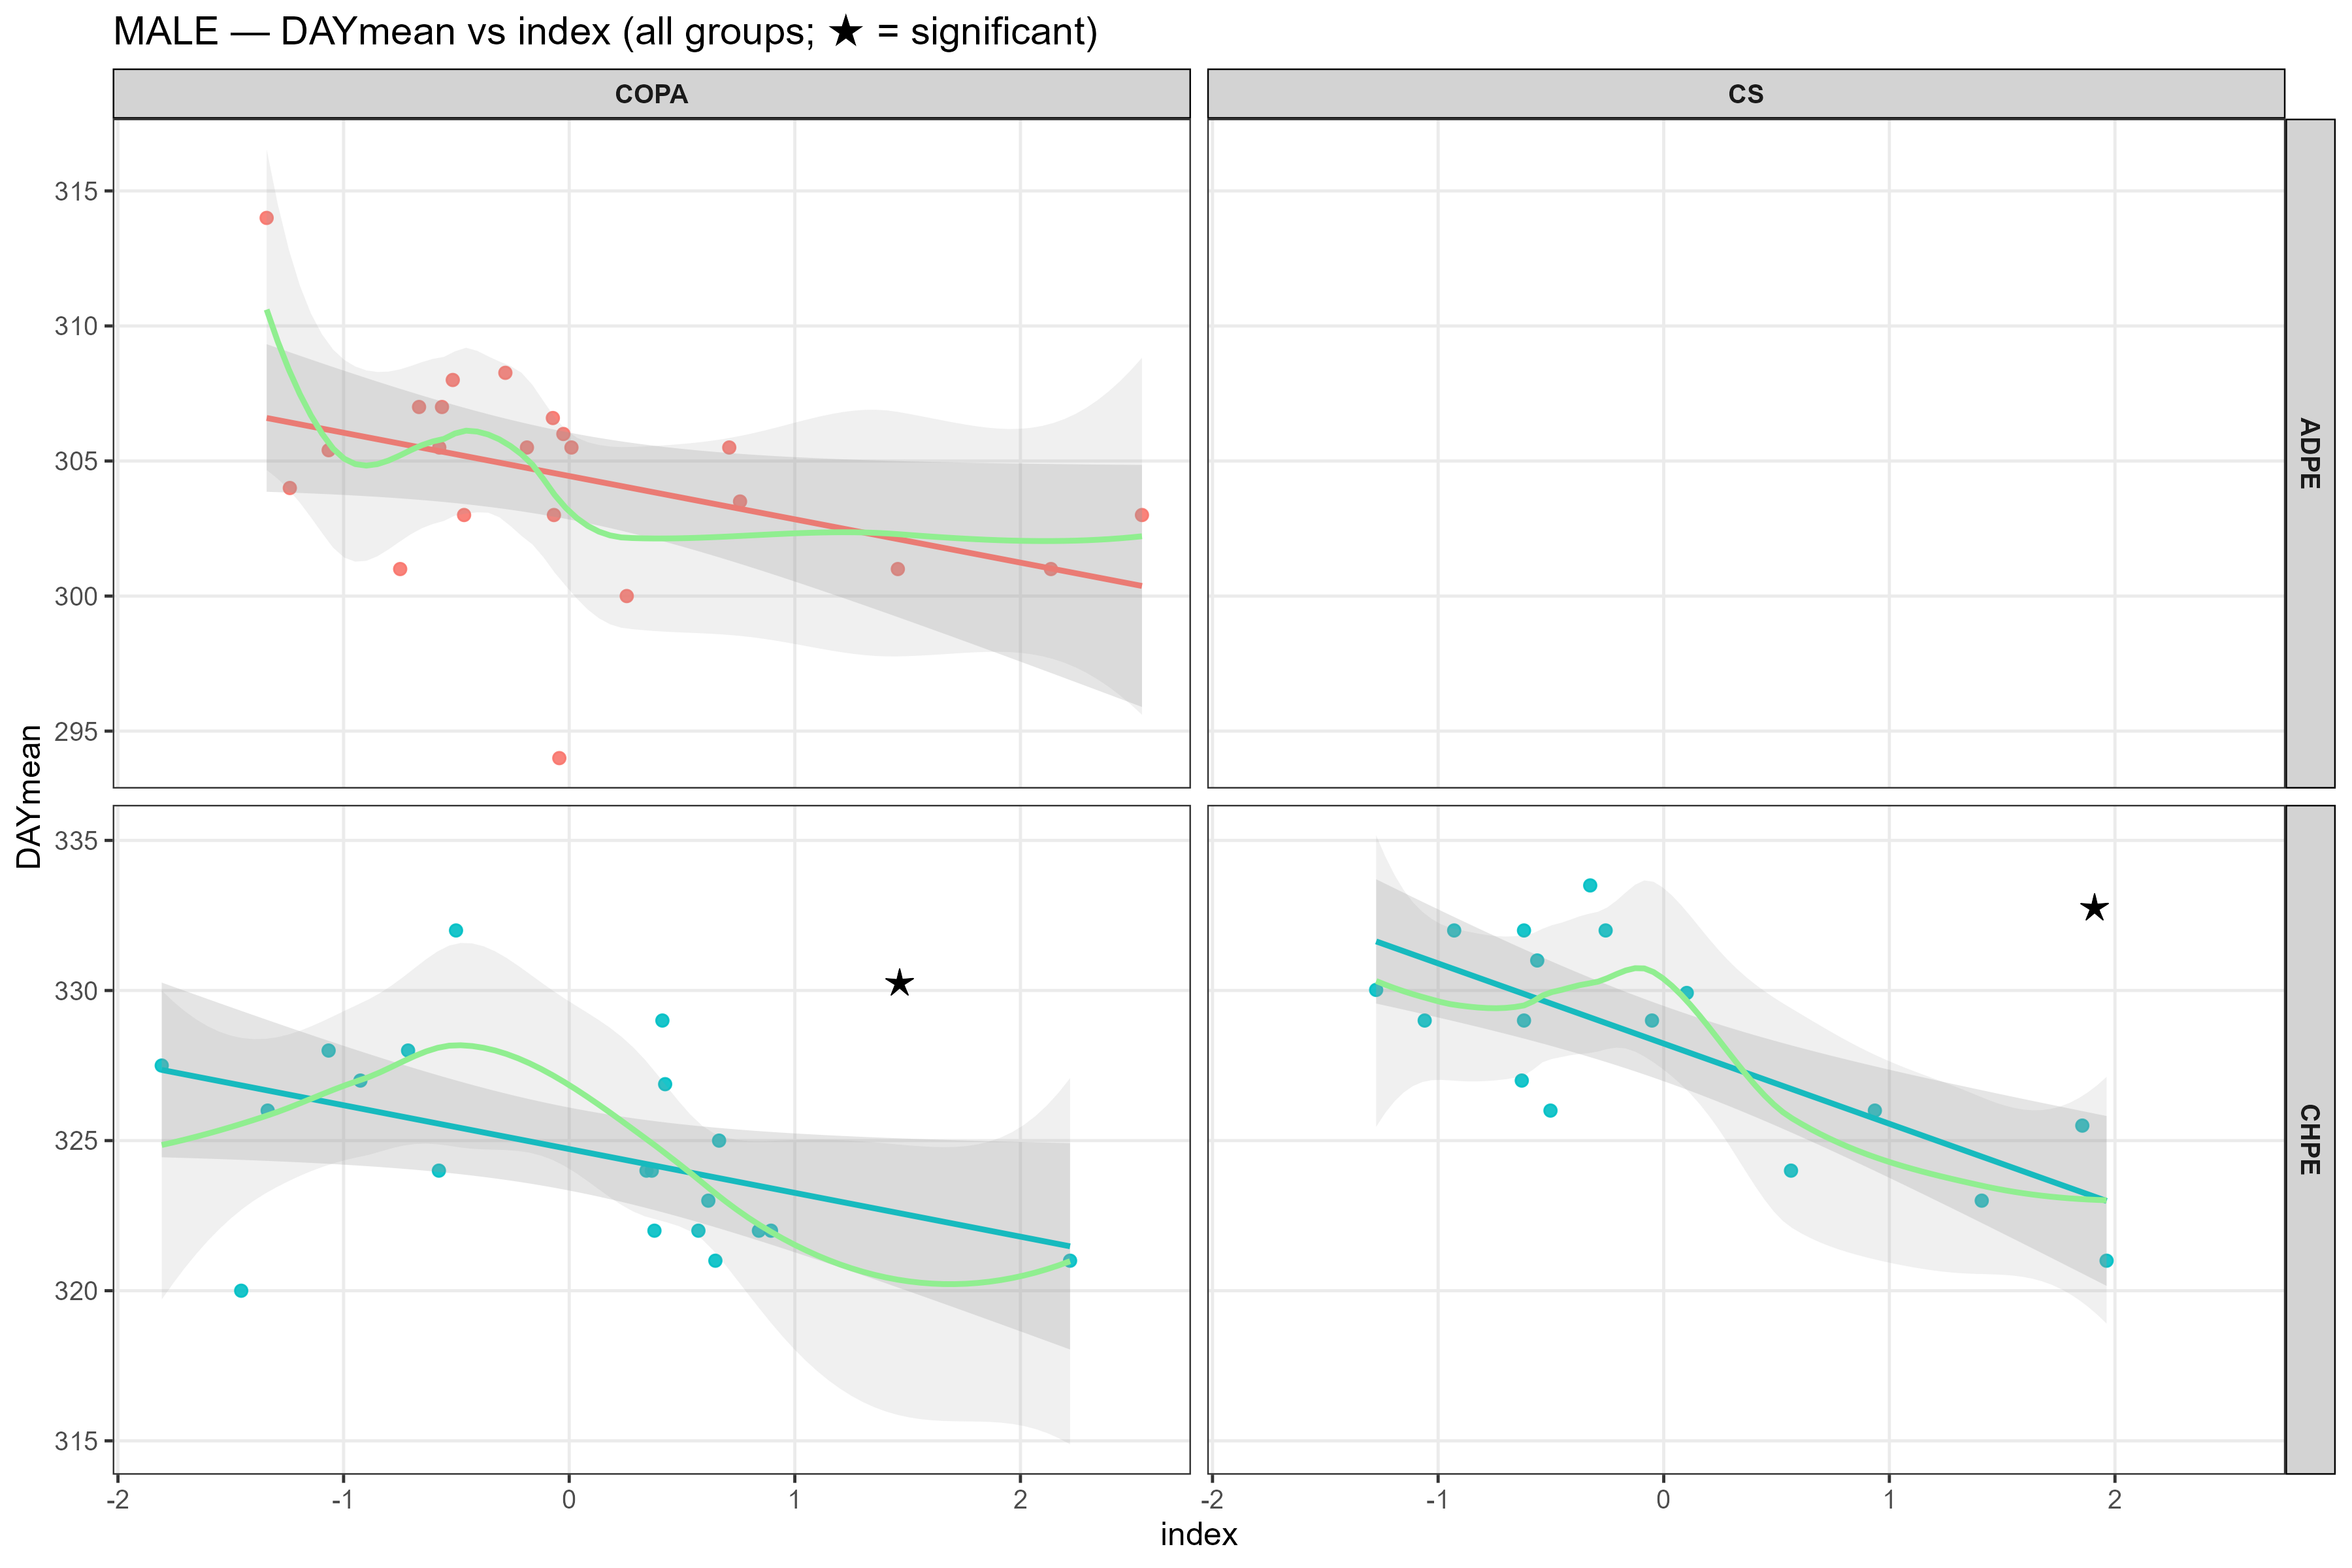 MALE — DAYmean vs index (all groups; ★ = significant)
COPA
CS
315
310
305
300
295
ADPE
DAYmean
335
330
325
320
315
CHPE
-2 -1 0 1 2
-2 -1 0 1 2
index